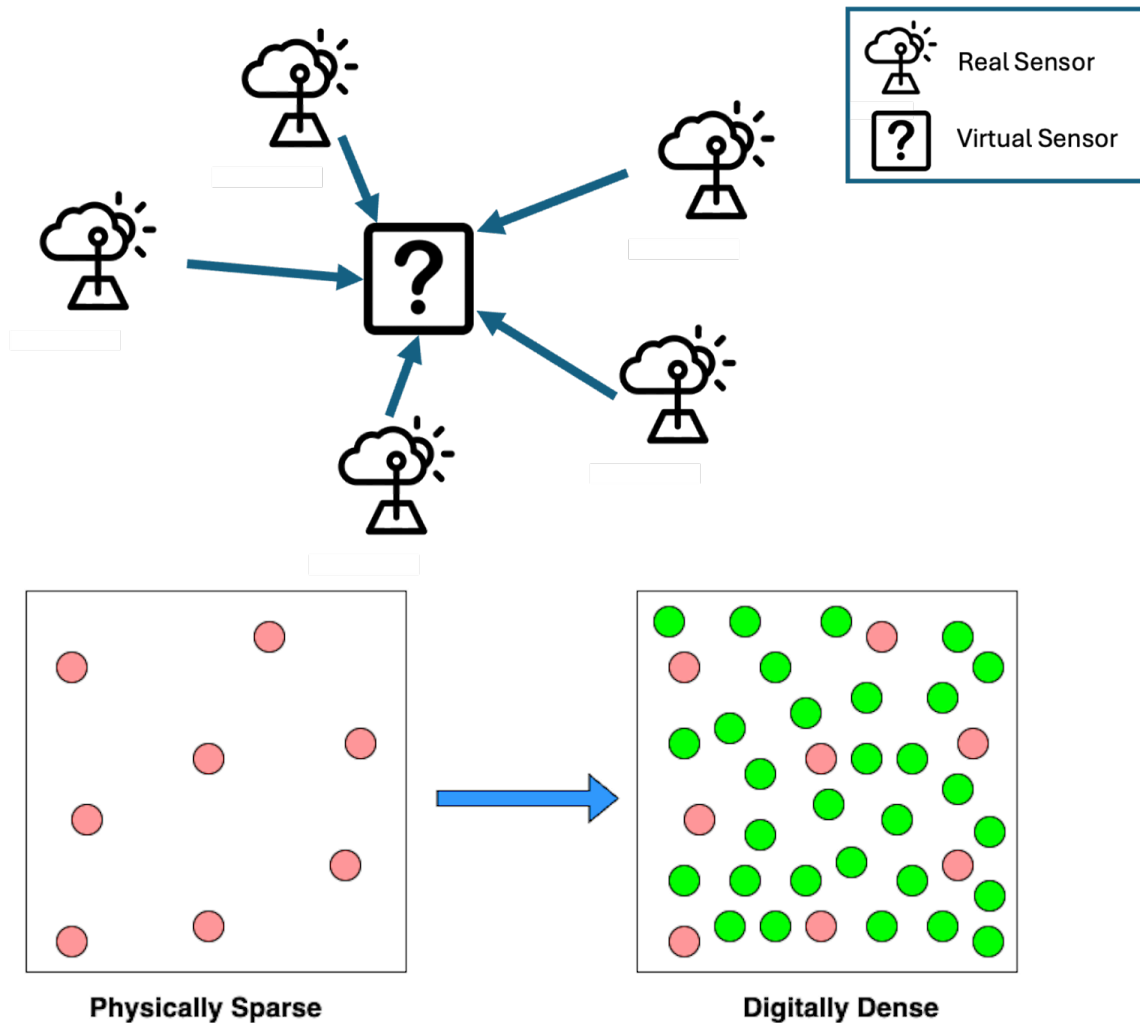 Real Sensor
?
Virtual Sensor
?
Physically Sparse
Digitally Dense